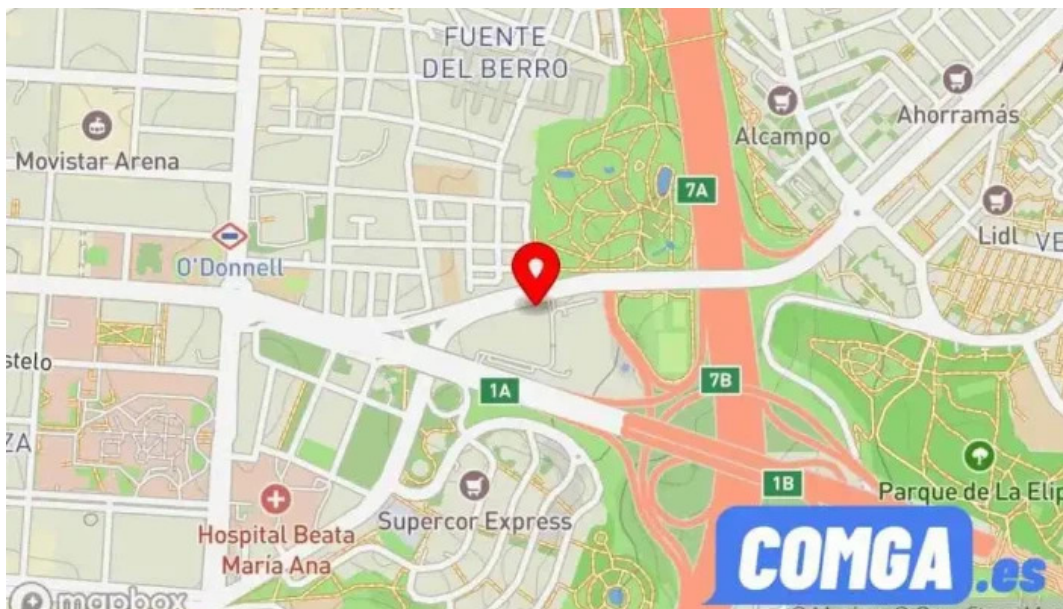 FUENTE
DEL BERRO
Movistar Arena
Alcampo
Ahorramás
7A
Lidl
O'Donnell
stelo
1A
7B
ZA
1B
Parque de La Elip
Supercor Express
Hospital Beata
María Ana
COMGA.es
mapbox